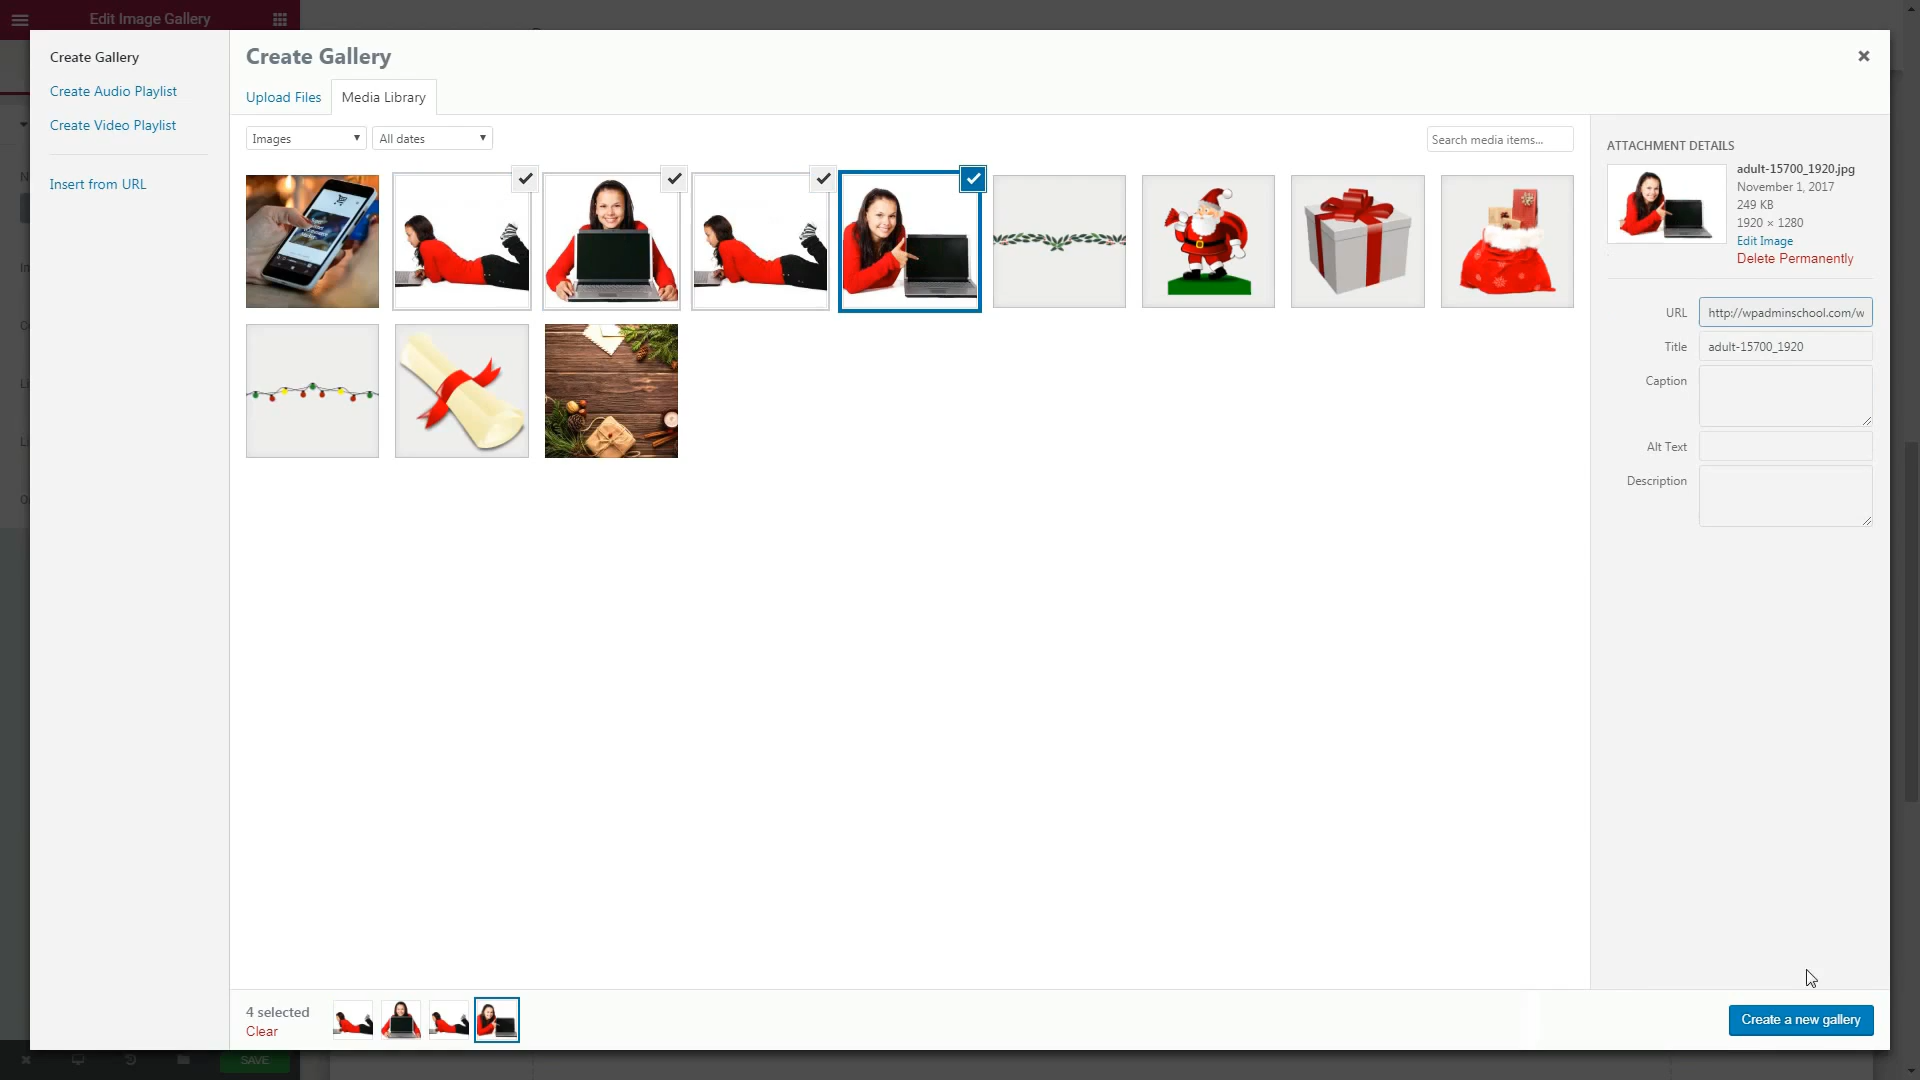 Edit Image Gallery
Create Gallery
Create Audio Playlist
Create Video Playlist
Insert from URL
Create Gallery
Upload Files
Media Library
Images
All dates
Search media items...
ATTACHMENT DETAILS
adult-15700_1920.jpg
November 1, 2017
249 KB
1920 × 1280
Edit Image
Delete Permanently
URL
http://wpadminschool.com/w
Title
adult-15700_1920
Caption
Alt Text
Description
4 selected
Clear
Create a new gallery
SAVE